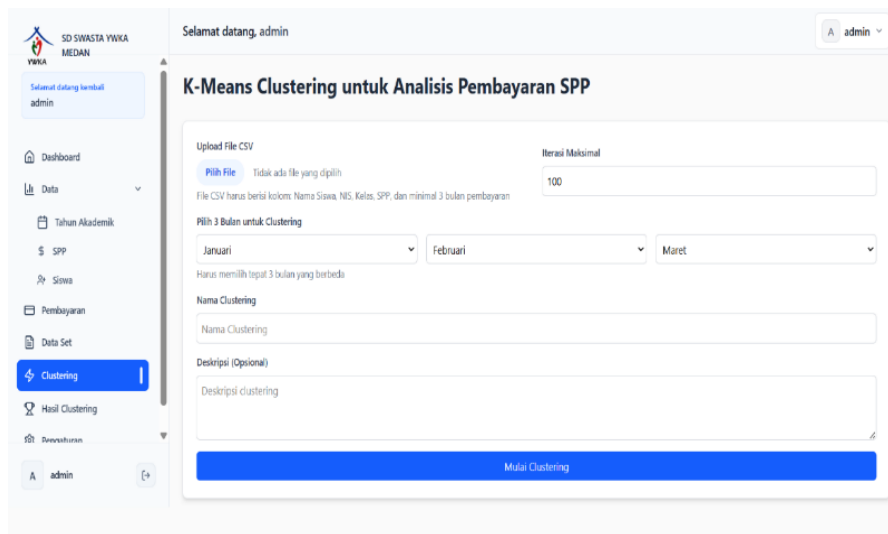 SD SWASTA YWKA
MEDAN
YWKA
Selamat datang kembali
admin
Dashboard
Data
Tahun Akademik
$ SPP
Siswa
Pembayaran
Data Set
Clustering
Hasil Clustering
Pengaturan
A admin
Selamat datang, admin
A admin
K-Means Clustering untuk Analisis Pembayaran SPP
Upload File CSV
Pilih File Tidak ada file yang dipilih
File CSV harus berisi kolom: Nama Siswa, NIS, Kelas, SPP, dan minimal 3 bulan pembayaran
Iterasi Maksimal
100
Pilih 3 Bulan untuk Clustering
Januari Februari Maret
Harus memilih tepat 3 bulan yang berbeda
Nama Clustering
Nama Clustering
Deskripsi (Opsional)
Deskripsi clustering
Mulai Clustering